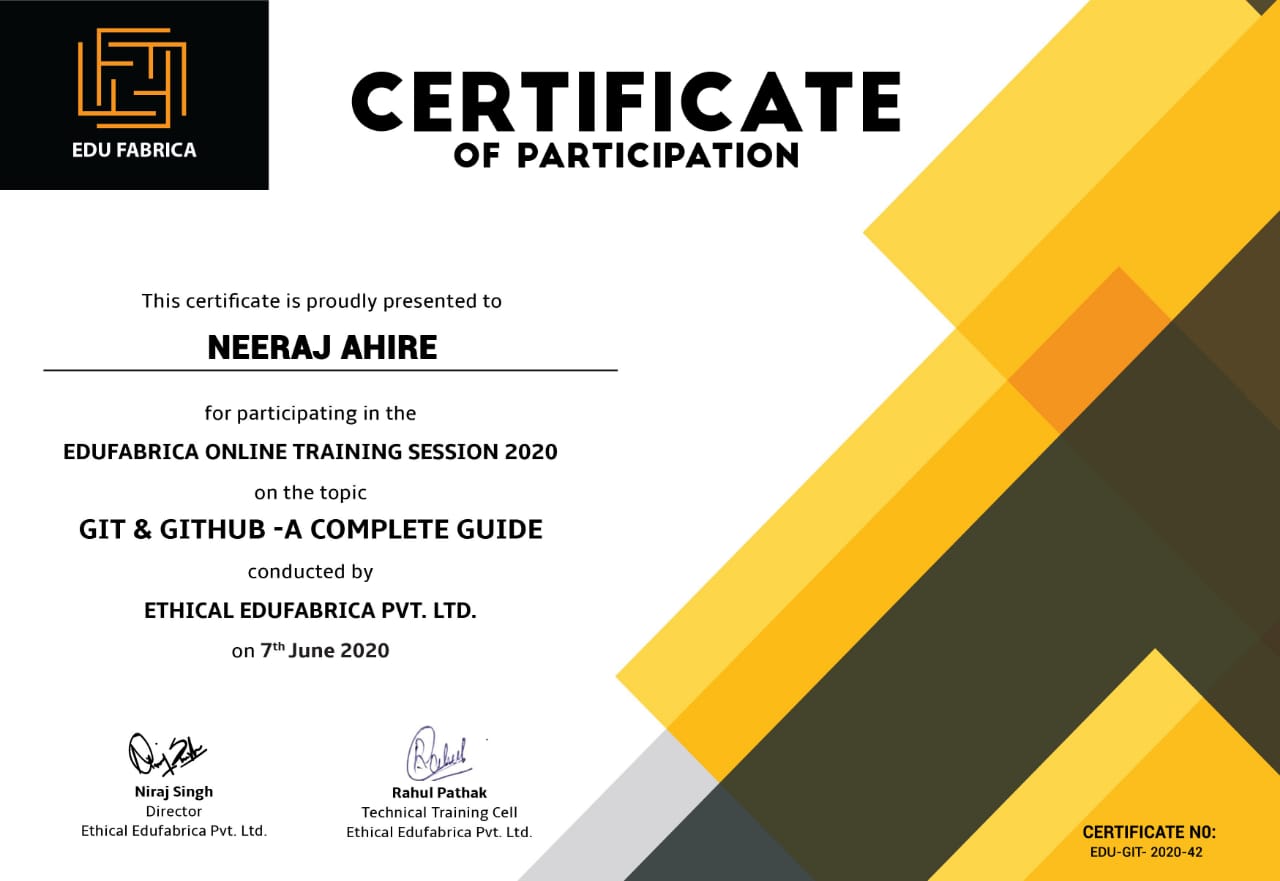 EDU FABRICA
CERTIFICATE
OF PARTICIPATION
This certificate is proudly presented to
NEERAJ AHIRE
for participating in the
EDUFABRICA ONLINE TRAINING SESSION 2020
on the topic
GIT & GITHUB -A COMPLETE GUIDE
conducted by
ETHICAL EDUFABRICA PVT. LTD.
on 7th June 2020
Niraj Singh
Director
Ethical Edufabrica Pvt. Ltd.
Rahul Pathak
Technical Training Cell
Ethical Edufabrica Pvt. Ltd.
CERTIFICATE N0:
EDU-GIT- 2020-42